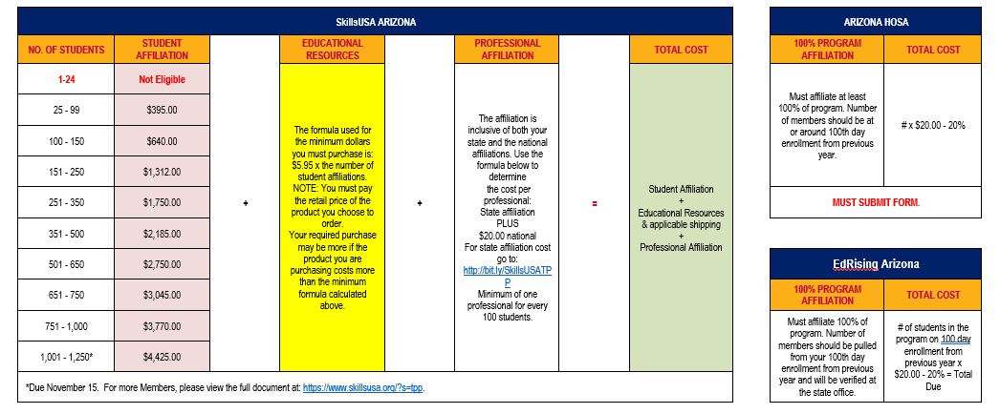 SkillsUSA ARIZONA
NO. OF STUDENTS
STUDENT
AFFILIATION
EDUCATIONAL
RESOURCES
PROFESSIONAL
AFFILIATION
TOTAL COST
1-24
Not Eligible
25 - 99
$395.00
100 - 150
$640.00
151 - 250
$1,312.00
251 - 350
$1,750.00
351 - 500
$2,185.00
501 - 650
$2,750.00
651 - 750
$3,045.00
751 - 1,000
$3,770.00
1,001 - 1,250*
$4,425.00
+
The formula used for
the minimum dollars
you must purchase is:
$5.95 x the number of
student affiliations.
NOTE: You must pay
the retail price of the
product you choose to
order.
Your required purchase
may be more if the
product you are
purchasing costs more
than the minimum
formula calculated
above.
+
The affiliation is
inclusive of both your
state and the national
affiliations. Use the
formula below to
determine
the cost per
professional:
State affiliation
PLUS
$20.00 national
For state affiliation cost
go to:
http://bit.ly/SkillsUSATP
P
Minimum of one
professional for every
100 students.
=
Student Affiliation
+
Educational Resources
& applicable shipping
+
Professional Affiliation
*Due November 15. For more Members, please view the full document at: https://www.skillsusa.org/?s=tpp.
ARIZONA HOSA
100% PROGRAM
AFFILIATION
TOTAL COST
Must affiliate at least
100% of program. Number
of members should be at
or around 100th day
enrollment from previous
year.
# x $20.00 - 20%
MUST SUBMIT FORM.
EdRising Arizona
100% PROGRAM
AFFILIATION
TOTAL COST
Must affiliate 100% of
program. Number of
members should be pulled
from your 100th day
enrollment from previous
year and will be verified at
the state office.
# of students in the
program on 100 day
enrollment from
previous year x
$20.00 - 20% = Total
Due